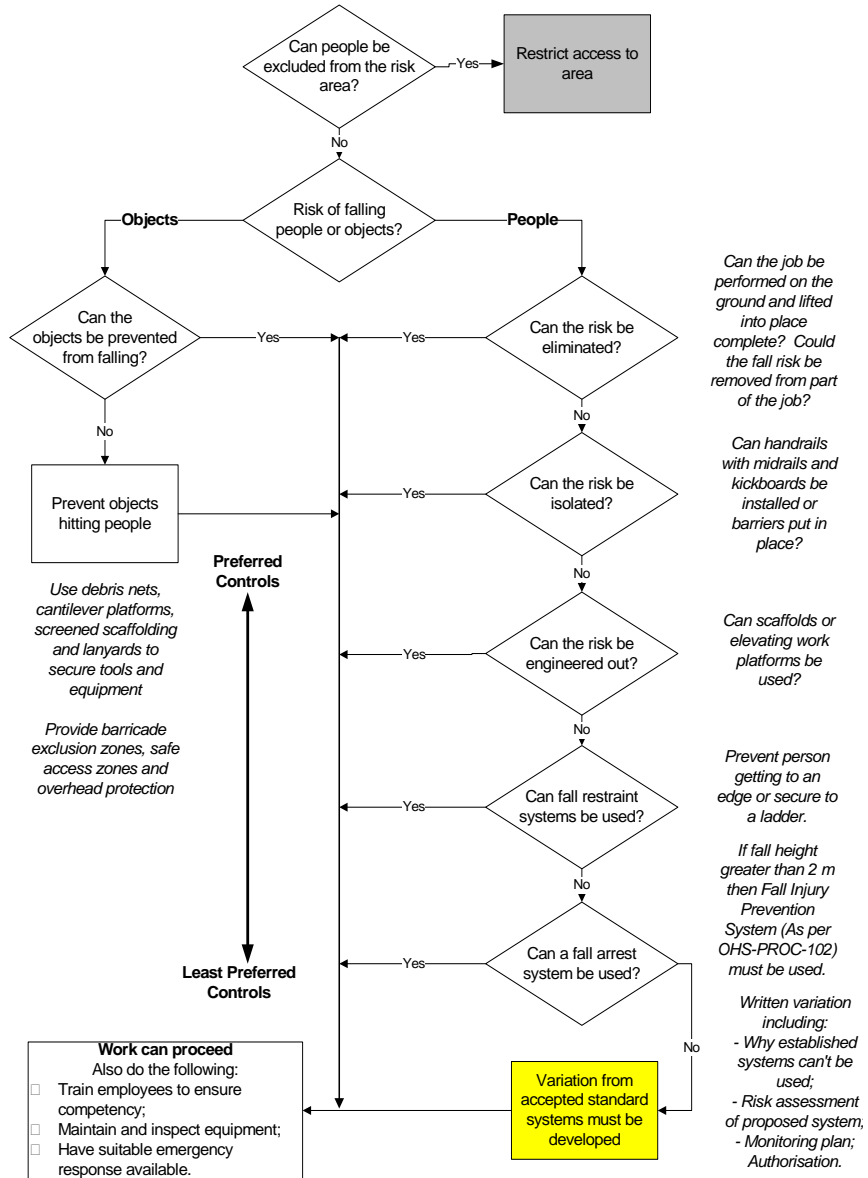 Can people be
excluded from the risk
area?
Yes
Restrict access to
area
No
Risk of falling
people or objects?
Objects
People
Can the
objects be prevented
from falling?
Yes
Yes
Can the risk be
eliminated?
Can the job be
performed on the
ground and lifted
into place
complete? Could
the fall risk be
removed from part
of the job?
No
No
Prevent objects
hitting people
Yes
Can the risk be
isolated?
Can handrails
with midrails and
kickboards be
installed or
barriers put in
place?
No
Use debris nets,
cantilever platforms,
screened scaffolding
and lanyards to
secure tools and
equipment
Provide barricade
exclusion zones, safe
access zones and
overhead protection
Preferred
Controls
Yes
Can the risk be
engineered out?
Can scaffolds or
elevating work
platforms be
used?
No
Yes
Can fall restraint
systems be used?
Prevent person
getting to an
edge or secure to
a ladder.
No
If fall height
greater than 2 m
then Fall Injury
Prevention
System (As per
OHS-PROC-102)
must be used.
Yes
Can a fall arrest
system be used?
Least Preferred
Controls
No
Written variation
including:
- Why established
systems can't be
used;
- Risk assessment
of proposed system;
- Monitoring plan;
Authorisation.
Variation from
accepted standard
systems must be
developed
Work can proceed
Also do the following:
Train employees to ensure
competency;
Maintain and inspect equipment;
Have suitable emergency
response available.